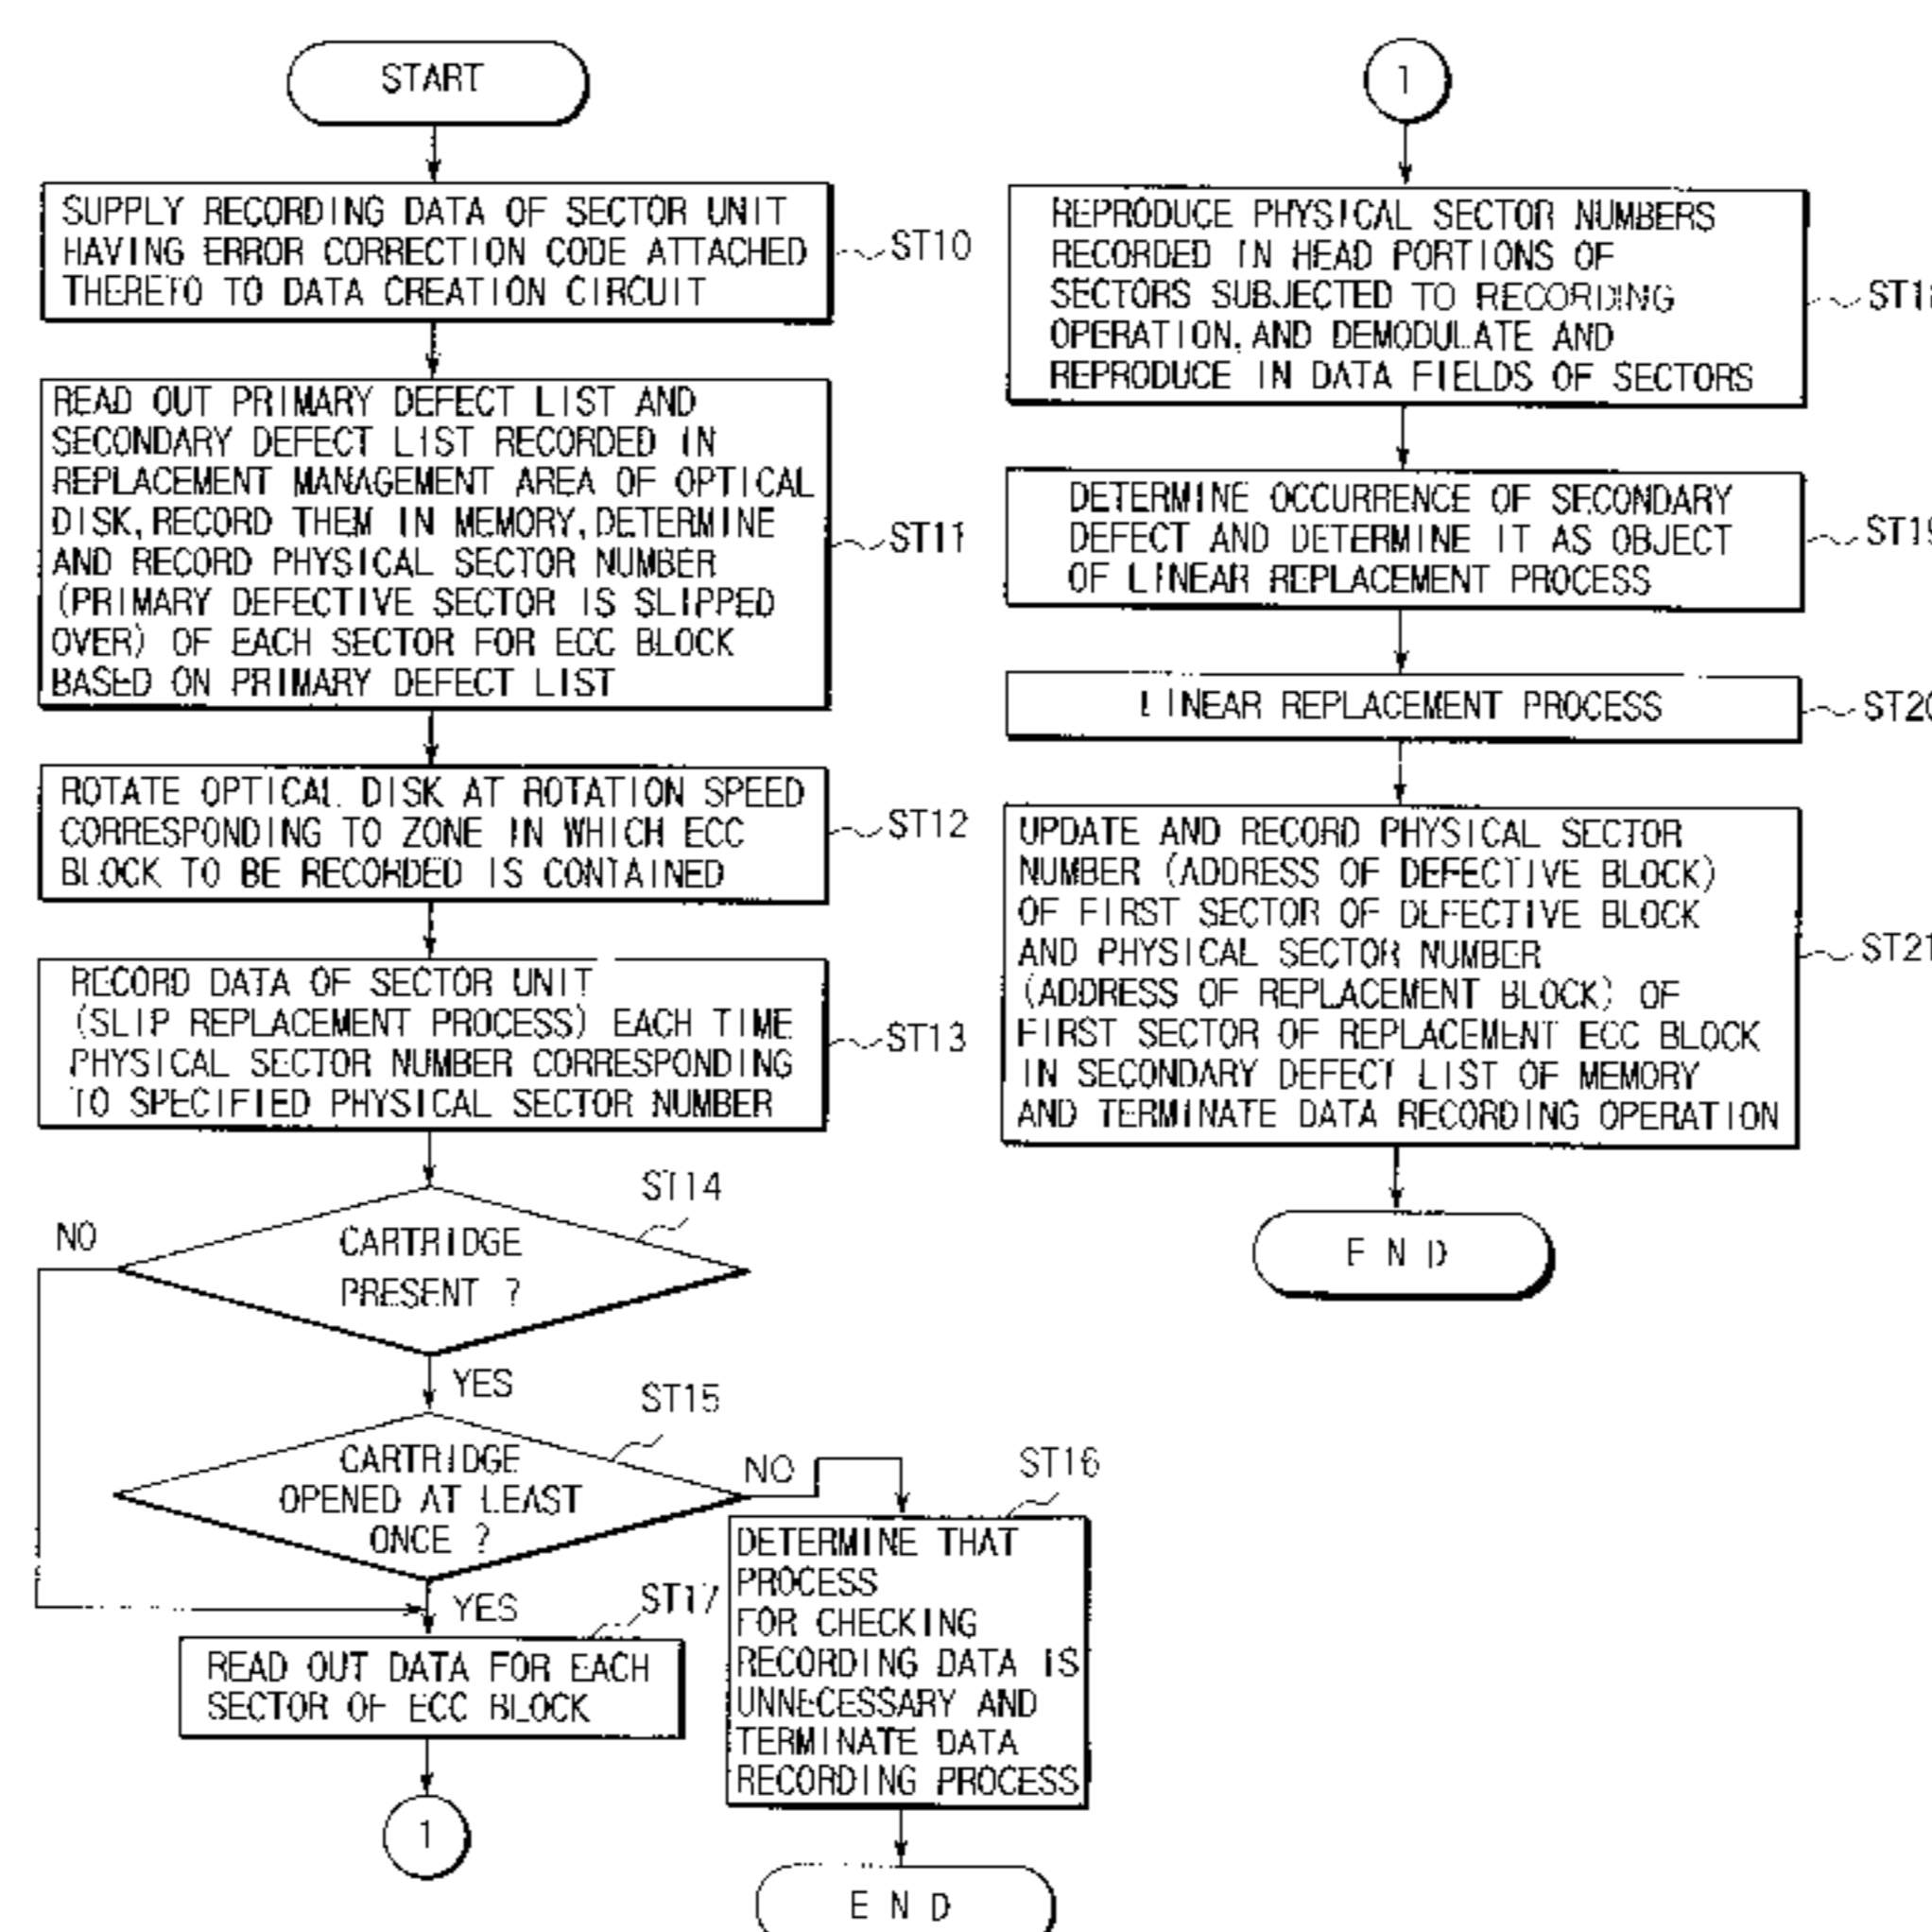 START
SUPPLY RECORDING DATA OF SECTOR UNIT
HAVING ERROR CORRECTION CODE ATTACHED
THERETO TO DATA CREATION CIRCUIT
ST10
READ OUT PRIMARY DEFECT LIST AND
SECONDARY DEFECT LIST RECORDED IN
REPLACEMENT MANAGEMENT AREA OF OPTICAL
DISK, RECORD THEM IN MEMORY, DETERMINE
AND RECORD PHYSICAL SECTOR NUMBER
(PRIMARY DEFECTIVE SECTOR IS SLIPPED
OVER) OF EACH SECTOR FOR ECC BLOCK
BASED ON PRIMARY DEFECT LIST
ST11
ROTATE OPTICAL DISK AT ROTATION SPEED
CORRESPONDING TO ZONE IN WHICH ECC
BLOCK TO BE RECORDED IS CONTAINED
ST12
RECORD DATA OF SECTOR UNIT
(SLIP REPLACEMENT PROCESS) EACH TIME
PHYSICAL SECTOR NUMBER CORRESPONDING
TO SPECIFIED PHYSICAL SECTOR NUMBER
ST13
ST14
NO
CARTRIDGE
PRESENT ?
YES
ST15
CARTRIDGE
OPENED AT LEAST
ONCE ?
NO
YES
ST16
DETERMINE THAT
PROCESS
FOR CHECKING
RECORDING DATA IS
UNNECESSARY AND
TERMINATE DATA
RECORDING PROCESS
END
ST17
READ OUT DATA FOR EACH
SECTOR OF ECC BLOCK
1
1
REPRODUCE PHYSICAL SECTOR NUMBERS
RECORDED IN HEAD PORTIONS OF
SECTORS SUBJECTED TO RECORDING
OPERATION, AND DEMODULATE AND
REPRODUCE IN DATA FIELDS OF SECTORS
DETERMINE OCCURRENCE OF SECONDARY
DEFECT AND DETERMINE IT AS OBJECT
OF LINEAR REPLACEMENT PROCESS
LINEAR REPLACEMENT PROCESS
UPDATE AND RECORD PHYSICAL SECTOR
NUMBER (ADDRESS OF DEFECTIVE BLOCK)
OF FIRST SECTOR OF DEFECTIVE BLOCK
AND PHYSICAL SECTOR NUMBER
(ADDRESS OF REPLACEMENT BLOCK) OF
FIRST SECTOR OF REPLACEMENT ECC BLOCK
IN SECONDARY DEFECT LIST OF MEMORY
AND TERMINATE DATA RECORDING OPERATION
ST21
END